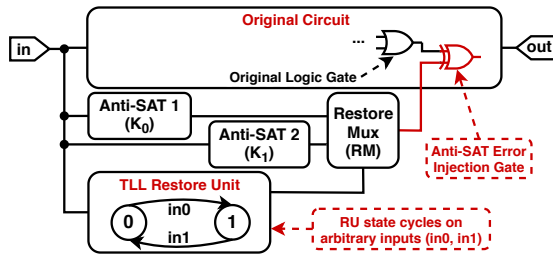 Original Circuit
in
out
...
Original Logic Gate
Anti-SAT 1
(K0)
Anti-SAT 2
(K1)
Restore
Mux
(RM)
Anti-SAT Error
Injection Gate
TLL Restore Unit
0
in0
1
in1
RU state cycles on
arbitrary inputs (in0, in1)